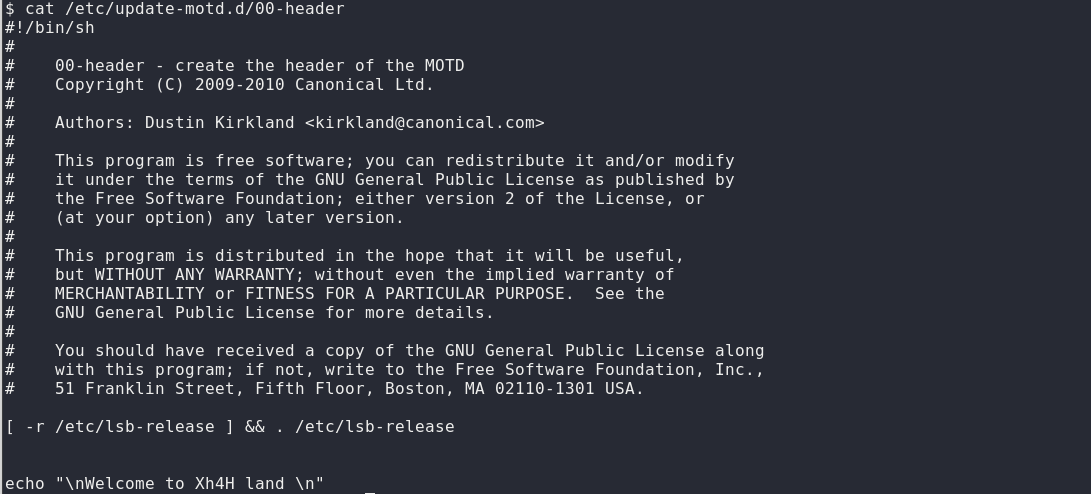 $ cat /etc/update-motd.d/00-header
#!/bin/sh
#
#    00-header - create the header of the MOTD
#    Copyright (C) 2009-2010 Canonical Ltd.
#
#    Authors: Dustin Kirkland <kirkland@canonical.com>
#
#    This program is free software; you can redistribute it and/or modify
#    it under the terms of the GNU General Public License as published by
#    the Free Software Foundation; either version 2 of the License, or
#    (at your option) any later version.
#
#    This program is distributed in the hope that it will be useful,
#    but WITHOUT ANY WARRANTY; without even the implied warranty of
#    MERCHANTABILITY or FITNESS FOR A PARTICULAR PURPOSE.  See the
#    GNU General Public License for more details.
#
#    You should have received a copy of the GNU General Public License along
#    with this program; if not, write to the Free Software Foundation, Inc.,
#    51 Franklin Street, Fifth Floor, Boston, MA 02110-1301 USA.

[ -r /etc/lsb-release ] && . /etc/lsb-release


echo "\nWelcome to Xh4H land \n"